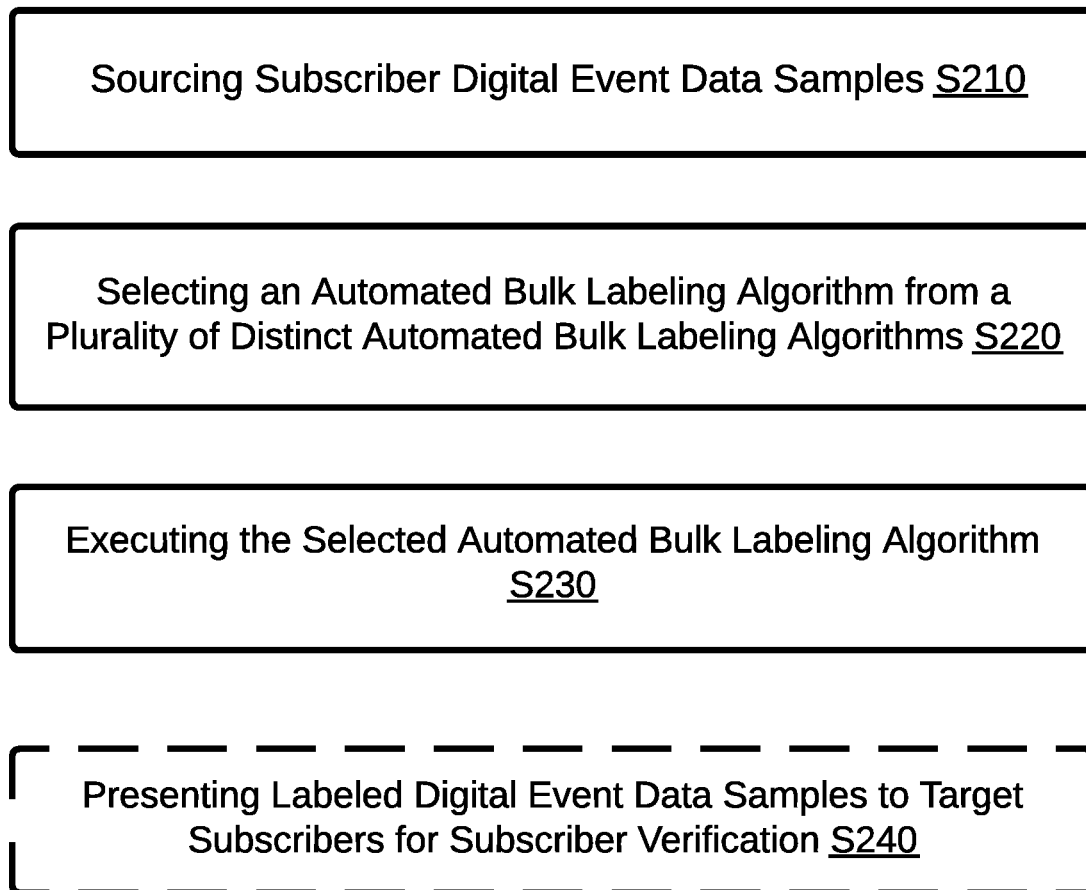 Sourcing Subscriber Digital Event Data Samples S210
Selecting an Automated Bulk Labeling Algorithm from a
Plurality of Distinct Automated Bulk Labeling Algorithms S220
Executing the Selected Automated Bulk Labeling Algorithm
S230
Presenting Labeled Digital Event Data Samples to Target
Subscribers for Subscriber Verification S240